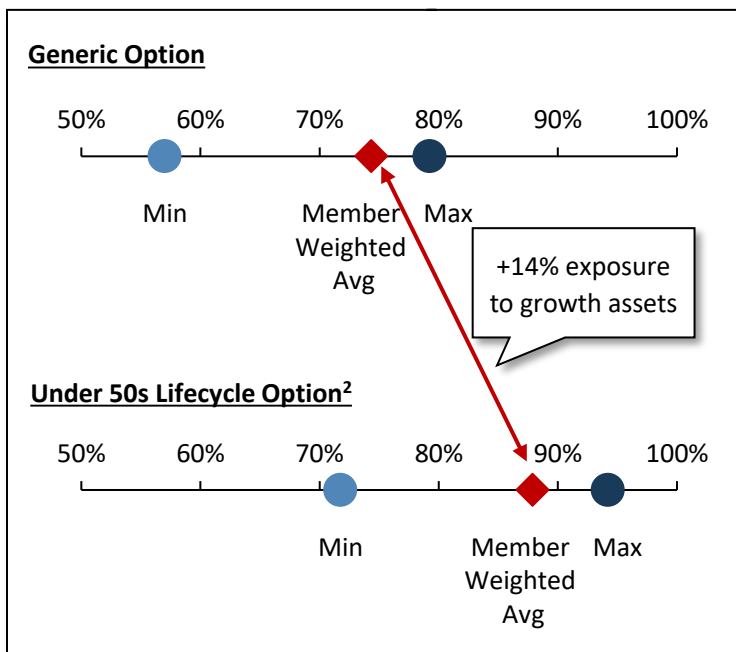 Generic Option
50% 60% 70% 80% 90% 100%
Min Member Max
Weighted
Avg
+14% exposure
to growth assets
Under 50s Lifecycle Option²
50% 60% 70% 80% 90% 100%
Min Member Max
Weighted
Avg